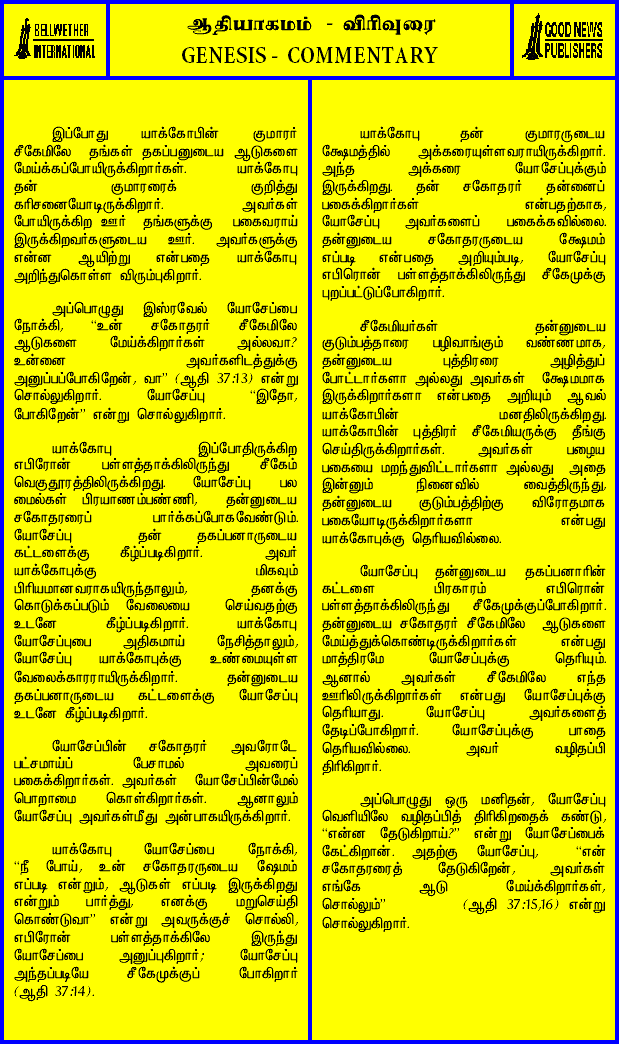 BELLWETHER
INTERNATIONAL
ஆதியாகமம் - விரிவுரை
GENESIS - COMMENTARY
GOOD NEWS
PUBLISHERS
இப்போது யாக்கோபின் குமாரர்
சீகேமிலே தங்கள் தகப்பனுடைய ஆடுகளை
மேய்க்கப்போயிருக்கிறார்கள். யாக்கோபு
தன் குமாரரைக் குறித்து
கரிசனையோடிருக்கிறார். அவர்கள்
போயிருக்கிற ஊர் தங்களுக்கு பகைவராய்
இருக்கிறவர்களுடைய ஊர். அவர்களுக்கு
என்ன ஆயிற்று என்பதை யாக்கோபு
அறிந்துகொள்ள விரும்புகிறார்.
அப்பொழுது இஸ்ரவேல் யோசேப்பை
நோக்கி, “உன் சகோதரர் சீகேமிலே
ஆடுகளை மேய்க்கிறார்கள் அல்லவா?
உன்னை அவர்களிடத்துக்கு
அனுப்பப்போகிறேன், வா” (ஆதி 37:13) என்று
சொல்லுகிறார். யோசேப்பு “இதோ,
போகிறேன்” என்று சொல்லுகிறார்.
யாக்கோபு இப்போதிருக்கிற
எபிரோன் பள்ளத்தாக்கிலிருந்து சீகேம்
வெகுதூரத்திலிருக்கிறது. யோசேப்பு பல
மைல்கள் பிரயாணம்பண்ணி, தன்னுடைய
சகோதரரைப் பார்க்கப்போகவேண்டும்.
யோசேப்பு தன் தகப்பனாருடைய
கட்டளைக்கு கீழ்ப்படிகிறார். அவர்
யாக்கோபுக்கு மிகவும்
பிரியமானவராகயிருந்தாலும், தனக்கு
கொடுக்கப்படும் வேலையை செய்வதற்கு
உடனே கீழ்ப்படிகிறார். யாக்கோபு
யோசேப்புபை அதிகமாய் நேசித்தாலும்,
யோசேப்பு யாக்கோபுக்கு உண்மையுள்ள
வேலைக்காரராயிருக்கிறார். தன்னுடைய
தகப்பனாருடைய கட்டளைக்கு யோசேப்பு
உடனே கீழ்ப்படிகிறார்.
யோசேப்பின் சகோதரர் அவரோடே
பட்சமாய்ப் பேசாமல் அவரைப்
பகைக்கிறார்கள். அவர்கள் யோசேப்பின்மேல்
பொறாமை கொள்கிறார்கள். ஆனாலும்
யோசேப்பு அவர்கள்மீது அன்பாகயிருக்கிறார்.
யாக்கோபு யோசேப்பை நோக்கி,
“நீ போய், உன் சகோதரருடைய ஷேமம்
எப்படி என்றும், ஆடுகள் எப்படி இருக்கிறது
என்றும் பார்த்து, எனக்கு மறுசெய்தி
கொண்டுவா” என்று அவருக்குச் சொல்லி,
எபிரோன் பள்ளத்தாக்கிலே இருந்து
யோசேப்பை அனுப்புகிறார்; யோசேப்பு
அந்தப்படியே சீகேமுக்குப் போகிறார்
(ஆதி 37:14).
யாக்கோபு தன் குமாரருடைய
க்ஷேமத்தில் அக்கரையுள்ளவராயிருக்கிறார்.
அந்த அக்கரை யோசேப்புக்கும்
இருக்கிறது. தன் சகோதரர் தன்னைப்
பகைக்கிறார்கள் என்பதற்காக,
யோசேப்பு அவர்களைப் பகைக்கவில்லை.
தன்னுடைய சகோதரருடைய க்ஷேமம்
எப்படி என்பதை அறியும்படி, யோசேப்பு
எபிரொன் பள்ளத்தாக்கிலிருந்து சீகேமுக்கு
புறப்பட்டுப்போகிறார்.
சீகேமியர்கள் தன்னுடைய
குடும்பத்தாரை பழிவாங்கும் வண்ணமாக,
தன்னுடைய புத்திரரை அழித்துப்
போட்டார்களா அல்லது அவர்கள் க்ஷேமமாக
இருக்கிறார்களா என்பதை அறியும் ஆவல்
யாக்கோபின் மனதிலிருக்கிறது.
யாக்கோபின் புத்திரர் சீகேமியருக்கு தீங்கு
செய்திருக்கிறார்கள். அவர்கள் பழைய
பகையை மறந்துவிட்டார்களா அல்லது அதை
இன்னும் நினைவில் வைத்திருந்து,
தன்னுடைய குடும்பத்திற்கு விரோதமாக
பகையோடிருக்கிறார்களா என்பது
யாக்கோபுக்கு தெரியவில்லை.
யோசேப்பு தன்னுடைய தகப்பனாரின்
கட்டளை பிரகாரம் எபிரொன்
பள்ளத்தாக்கிலிருந்து சீகேமுக்குப்போகிறார்.
தன்னுடைய சகோதரர் சீகேமிலே ஆடுகளை
மேய்த்துக்கொண்டிருக்கிறார்கள் என்பது
மாத்திரமே யோசேப்புக்கு தெரியும்.
ஆனால் அவர்கள் சீகேமிலே எந்த
ஊரிலிருக்கிறார்கள் என்பது யோசேப்புக்கு
தெரியாது. யோசேப்பு அவர்களைத்
தேடிப்போகிறார். யோசேப்புக்கு பாதை
தெரியவில்லை. அவர் வழிதப்பி
திரிகிறார்.
அப்பொழுது ஒரு மனிதன், யோசேப்பு
வெளியிலே வழிதப்பித் திரிகிறதைக் கண்டு,
“என்ன தேடுகிறாய்?” என்று யோசேப்பைக்
கேட்கிறான். அதற்கு யோசேப்பு, “என்
சகோதரரைத் தேடுகிறேன், அவர்கள்
எங்கே ஆடு மேய்க்கிறார்கள்,
சொல்லும்” (ஆதி 37:15,16) என்று
சொல்லுகிறார்.